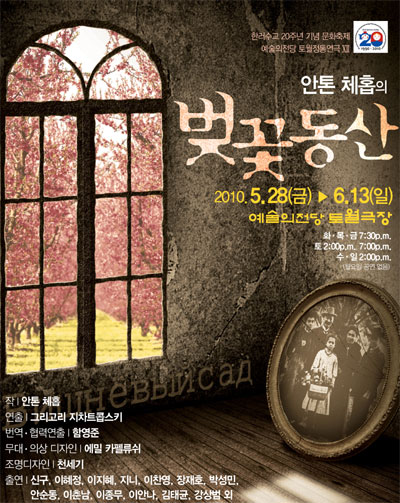 한러수교 20주년 기념 문화축제
예술의전당 토월정통연극 XII
20
안톤 체홉의
벚꽃동산
2010. 5.28(금) ▶ 6.13(일)
예술의전당 토월극장
화·목·금 7:30p.m.
토 2:00p.m. 7:00p.m.
수·일 2:00p.m.
(월요일 공연 없음)
шневый сад
작 | 안톤 체홉
연출 | 그리고리 지차트콥스키
번역·협력연출 | 함영준
무대·의상 디자인 | 에밀 카펠류쉬
조명디자인 | 천세기
출연 | 신구, 이혜정, 이지혜, 지니, 이찬영, 장재호, 박성민,
안순동, 이춘남, 이종무, 이안나, 김태균, 강상범 외